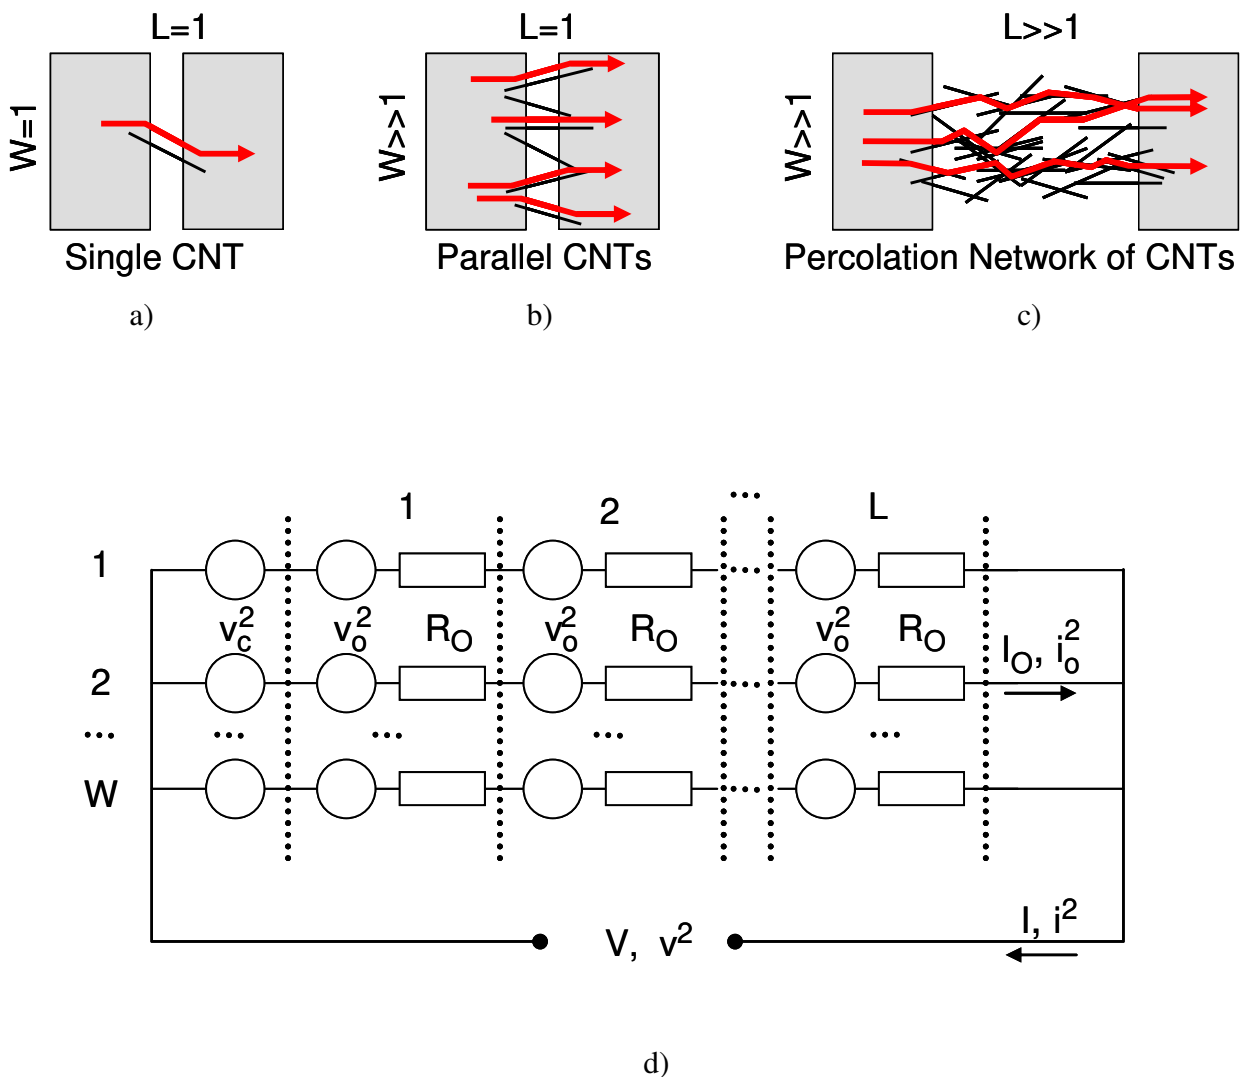 L=1
L=1
L>>1
W=1
W>>1
W>>1
Single CNT
Parallel CNTs
Percolation Network of CNTs
a)
b)
c)
1 2 ... L
1
v_c^2 v_o^2 R_O v_o^2 R_O ... v_o^2 R_O
2
I_O, i_o^2
... ... ... ... ...
W
V, v^2
I, i^2
d)